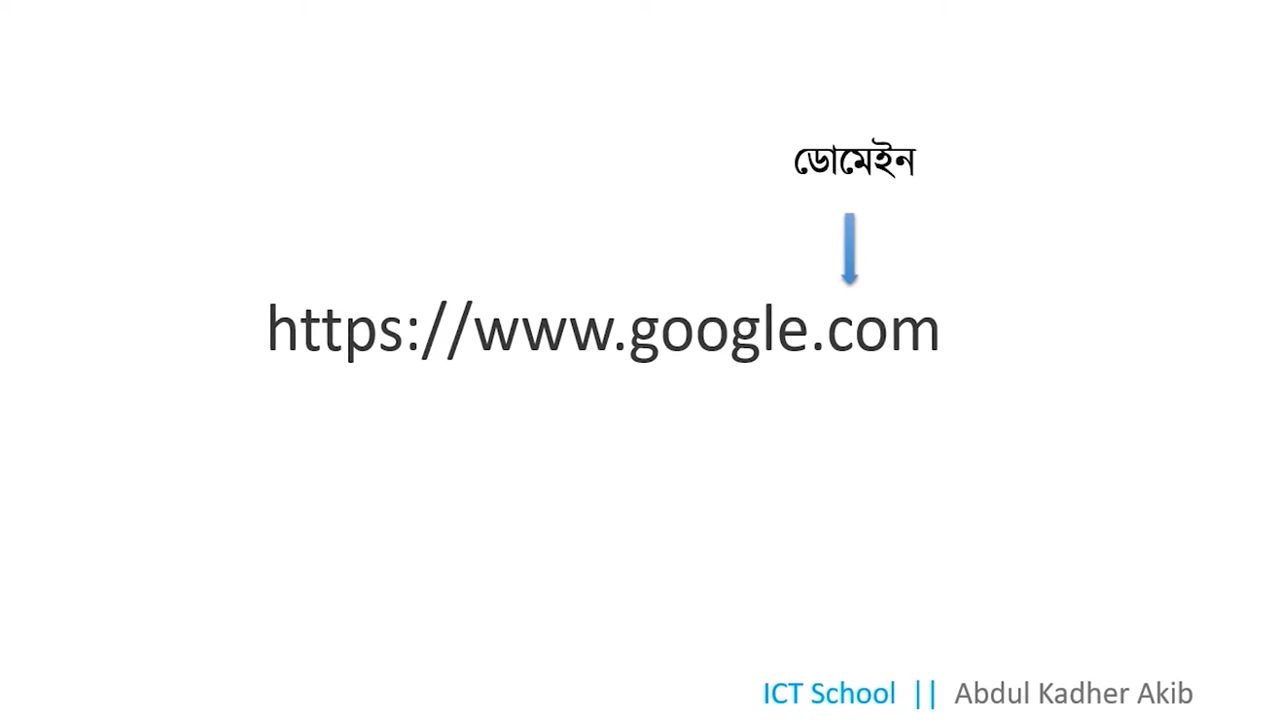 ডোমেইন
https://www.google.com
ICT School || Abdul Kadher Akib